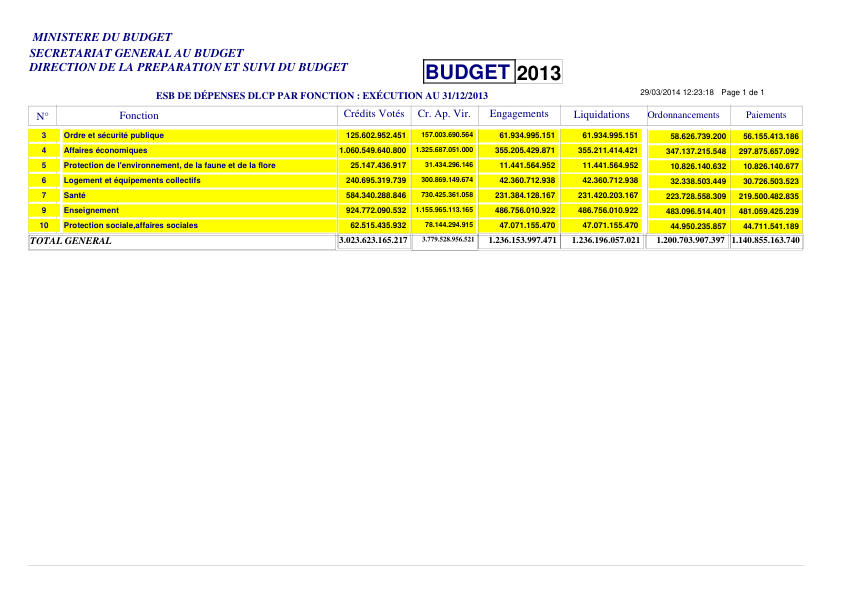 MINISTERE DU BUDGET
SECRETARIAT GENERAL AU BUDGET
DIRECTION DE LA PREPARATION ET SUIVI DU BUDGET
BUDGET 2013
29/03/2014 12:23:18 Page 1 de 1
ESB DE DÉPENSES DLCP PAR FONCTION : EXÉCUTION AU 31/12/2013
N° Fonction Crédits Votés Cr. Ap. Vir. Engagements Liquidations Ordonnancements Paiements
3 Ordre et sécurité publique 125.602.952.451 157.003.690.564 61.934.995.151 61.934.995.151 58.626.739.200 56.155.413.186
4 Affaires économiques 1.060.549.640.800 1.325.687.051.000 355.205.429.871 355.211.414.421 347.137.215.548 297.875.657.092
5 Protection de l'environnement, de la faune et de la flore 25.147.436.917 31.434.296.146 11.441.564.952 11.441.564.952 10.826.140.632 10.826.140.677
6 Logement et équipements collectifs 240.695.319.739 300.869.149.674 42.360.712.938 42.360.712.938 32.338.503.449 30.726.503.523
7 Santé 584.340.288.846 730.425.361.058 231.384.128.167 231.420.203.167 223.728.558.309 219.500.482.835
9 Enseignement 924.772.090.532 1.155.965.113.165 486.756.010.922 486.756.010.922 483.096.514.401 481.059.425.239
10 Protection sociale,affaires sociales 62.515.435.932 78.144.294.915 47.071.155.470 47.071.155.470 44.950.235.857 44.711.541.189
TOTAL GENERAL 3.023.623.165.217 3.779.528.956.521 1.236.153.997.471 1.236.196.057.021 1.200.703.907.397 1.140.855.163.740